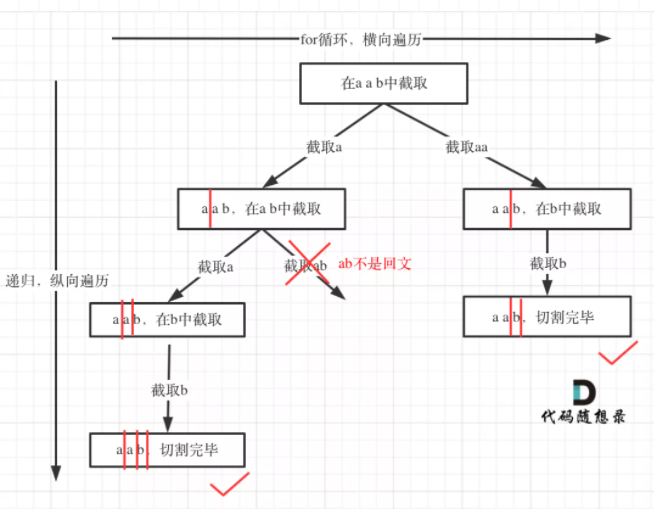 for循环，横向遍历
在a a b中截取
截取a
截取aa
a a b，在a b中截取
a a b，在b中截取
截取a
截取ab
ab不是回文
截取b
递归，纵向遍历
a a b，在b中截取
a a b，切割完毕
截取b
代码随想录
a a b，切割完毕